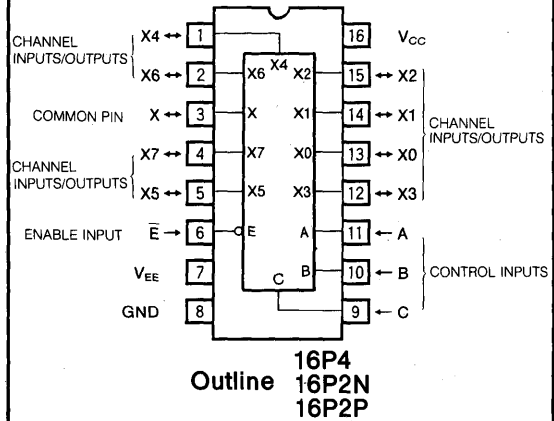 CHANNEL INPUTS/OUTPUTS
X4 ↔ 1
X6 ↔ 2
COMMON PIN X ↔ 3
CHANNEL INPUTS/OUTPUTS
X7 ↔ 4
X5 ↔ 5
ENABLE INPUT E̅ → 6
VEE 7
GND 8
X4
X6 X2
X X1
X7 X0
X5 X3
E A
B
C
16 VCC
15 ↔ X2
14 ↔ X1
13 ↔ X0
12 ↔ X3
CHANNEL INPUTS/OUTPUTS
11 ← A
10 ← B
9 ← C
CONTROL INPUTS
Outline 16P4
16P2N
16P2P